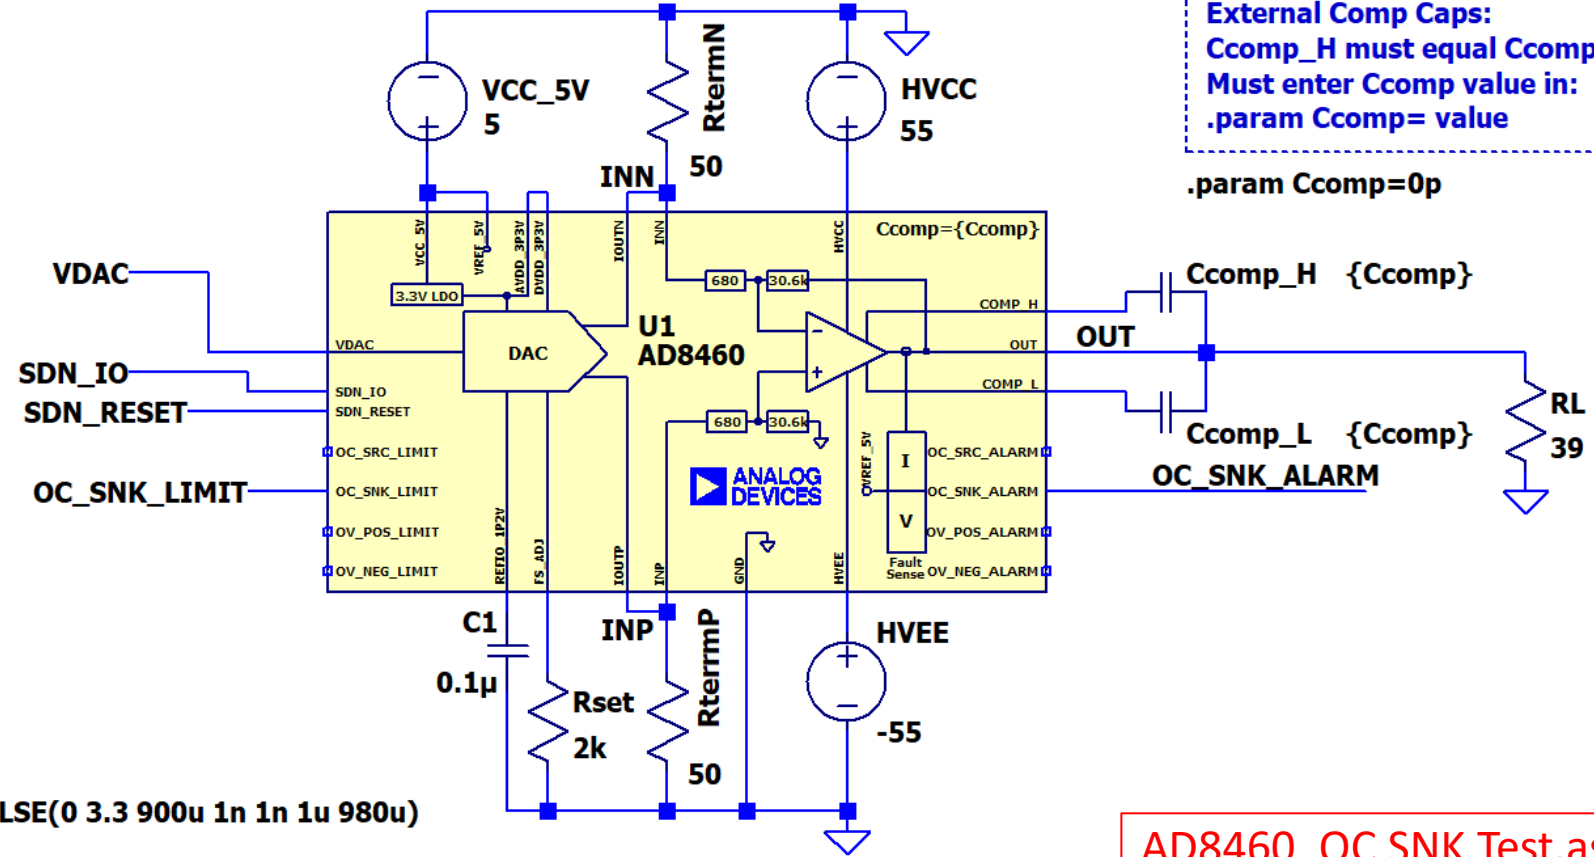 External Comp Caps:
Ccomp_H must equal Ccomp
Must enter Ccomp value in:
.param Ccomp= value
.param Ccomp=0p
VCC_5V
5
RtermN
50
HVCC
55
INN
VCC_5V
VREF_5V
AVDD_3P3V
DVDD_3P3V
IOUTN
INN
HVCC
Ccomp={Ccomp}
VDAC
3.3V LDO
680
30.6k
COMP_H
Ccomp_H {Ccomp}
U1
AD8460
VDAC
DAC
OUT
OUT
SDN_IO
SDN_IO
COMP_L
SDN_RESET
SDN_RESET
680
30.6k
Ccomp_L {Ccomp}
RL
39
OC_SRC_LIMIT
VREF_5V
I
OC_SRC_ALARM
OC_SNK_LIMIT
OC_SNK_LIMIT
ANALOG
DEVICES
OC_SNK_ALARM
OC_SNK_ALARM
OV_POS_LIMIT
V
OV_POS_ALARM
OV_NEG_LIMIT
REFIO_1P2V
FS_ADJ
IOUTP
INP
GND
HVEE
Fault
Sense
OV_NEG_ALARM
C1
0.1µ
INP
Rset
2k
RterrmP
50
HVEE
-55
LSE(0 3.3 900u 1n 1n 1u 980u)
AD8460_OC SNK Test.as